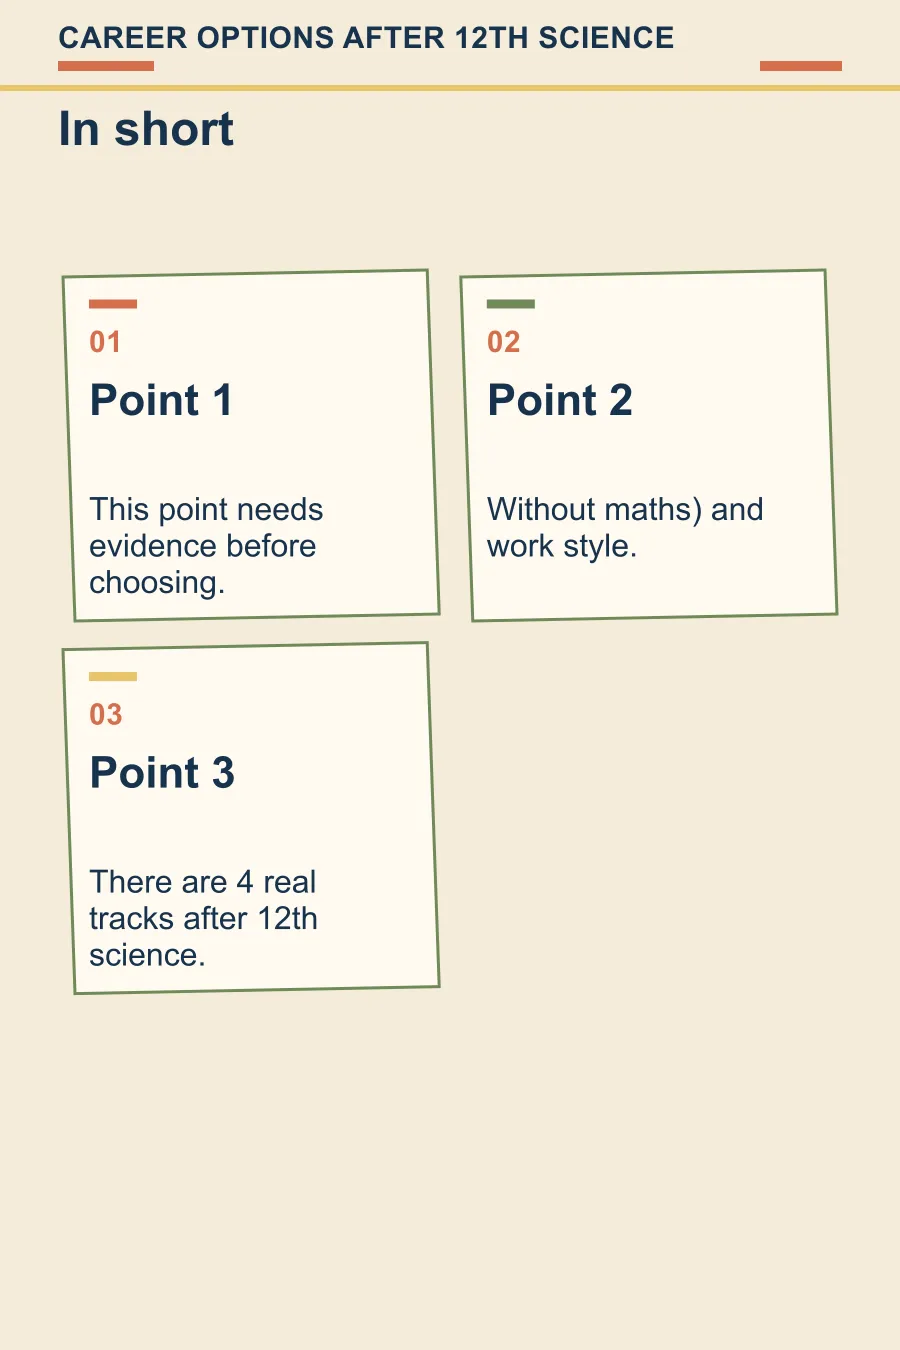 CAREER OPTIONS AFTER 12TH SCIENCE
In short
01
Point 1
This point needs
evidence before
choosing.
02
Point 2
Without maths) and
work style.
03
Point 3
There are 4 real
tracks after 12th
science.